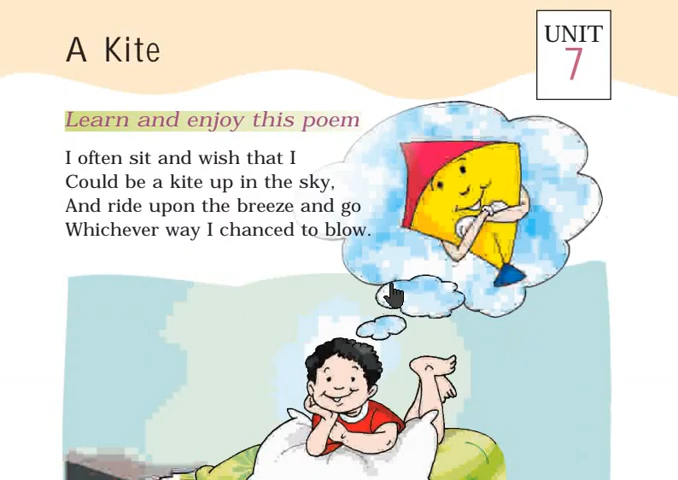 A Kite
UNIT
7
Learn and enjoy this poem
I often sit and wish that I
Could be a kite up in the sky,
And ride upon the breeze and go
Whichever way I chanced to blow.